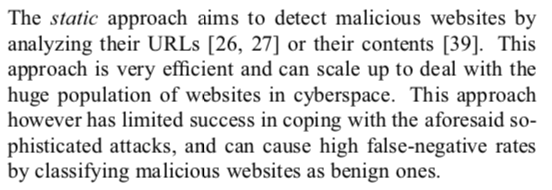 The static approach aims to detect malicious websites by
analyzing their URLs [26, 27] or their contents [39]. This
approach is very efficient and can scale up to deal with the
huge population of websites in cyberspace. This approach
however has limited success in coping with the aforesaid so-
phisticated attacks, and can cause high false-negative rates
by classifying malicious websites as benign ones.